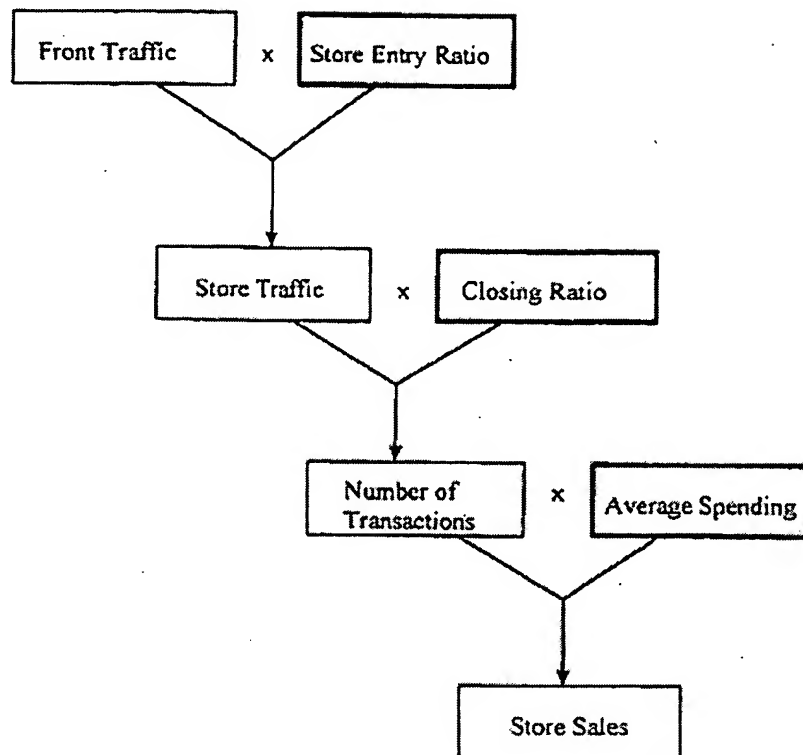 Front Traffic x Store Entry Ratio
Store Traffic x Closing Ratio
Number of
Transactions x Average Spending
Store Sales